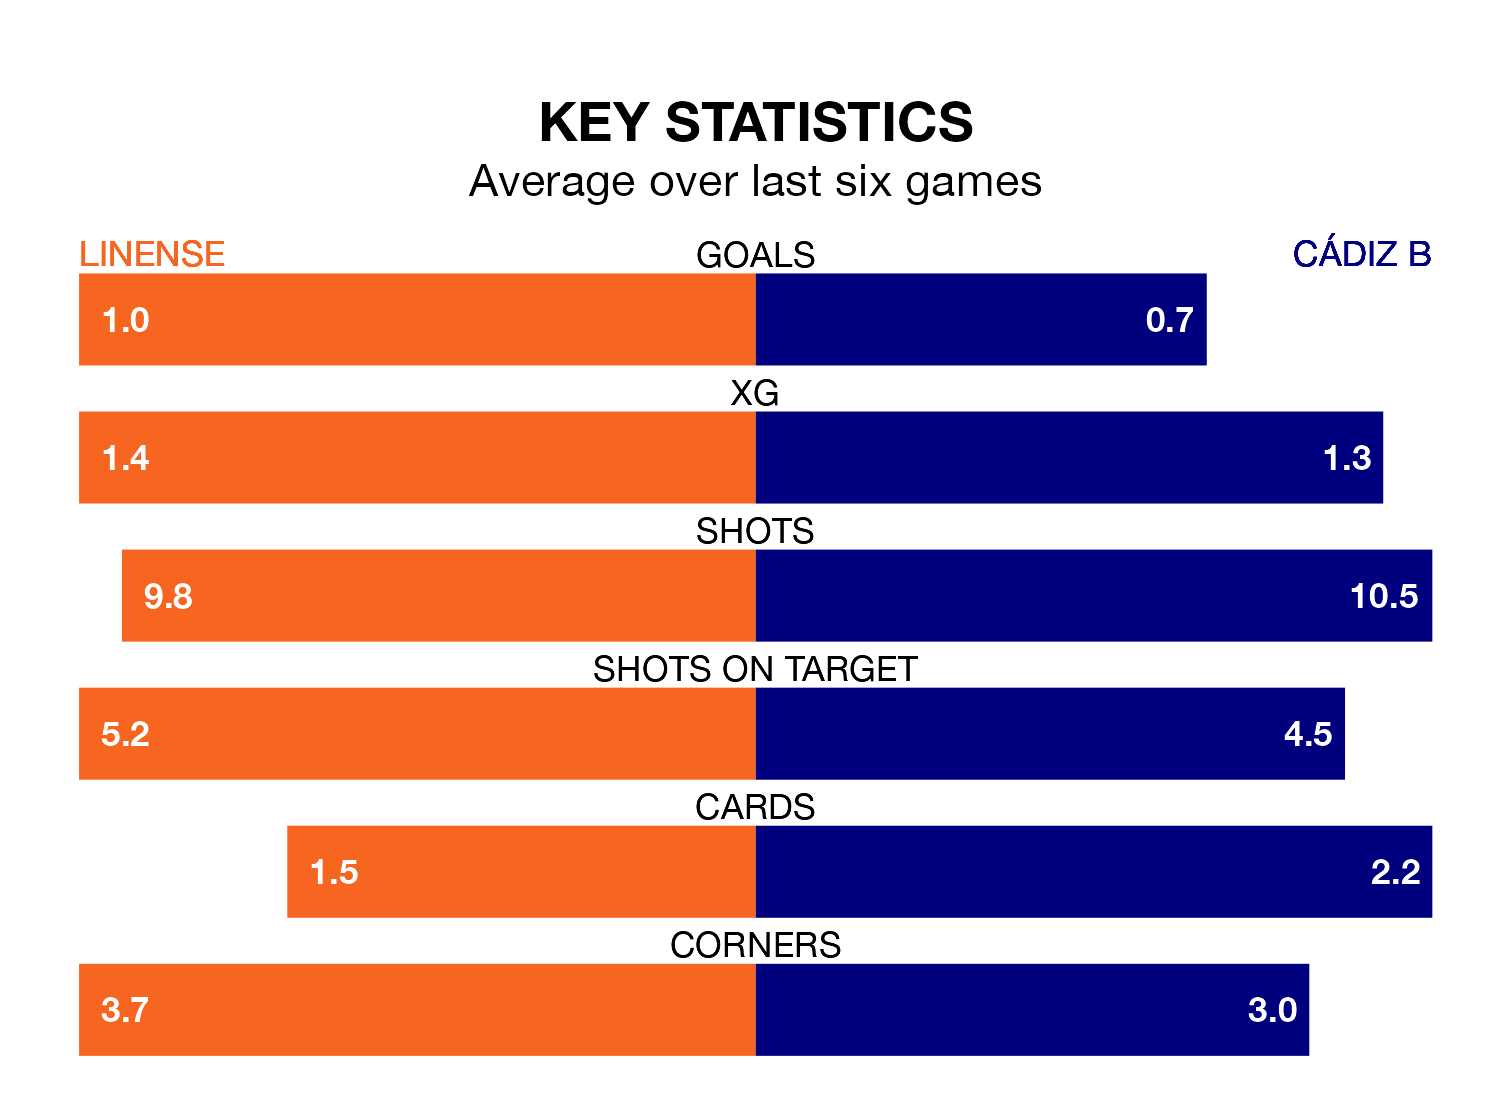 KEY STATISTICS
Average over last six games
LINENSE GOALS CÁDIZ B
1.0 0.7
XG
1.4 1.3
SHOTS
9.8 10.5
SHOTS ON TARGET
5.2 4.5
CARDS
1.5 2.2
CORNERS
3.7 3.0